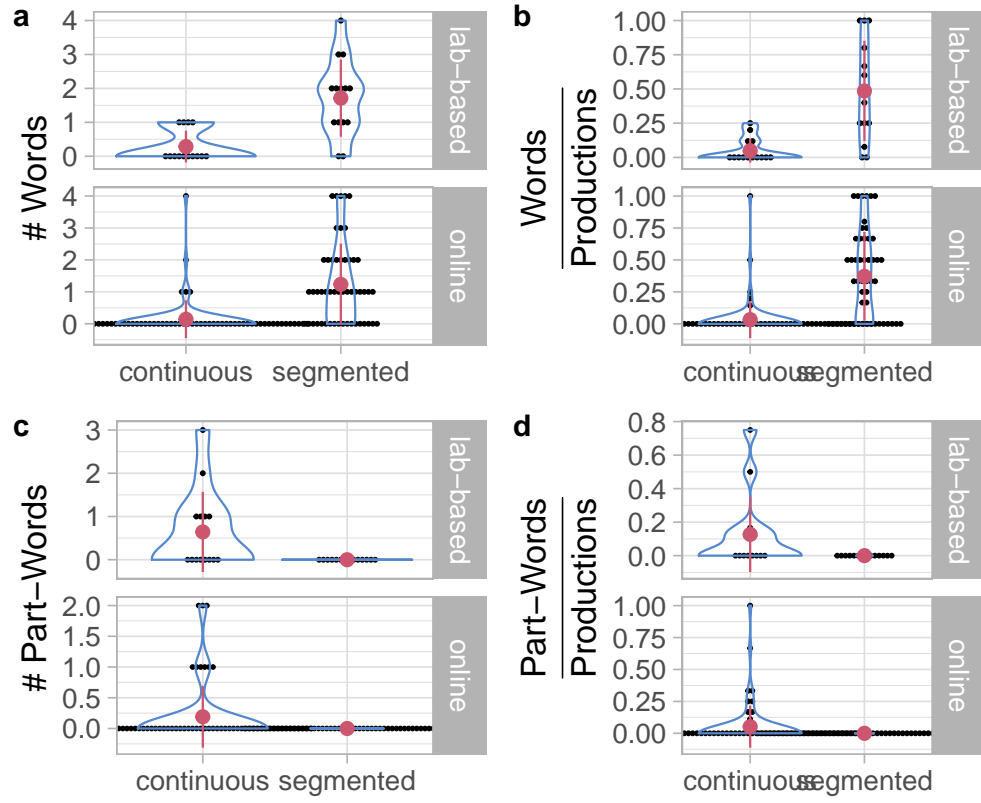 a
# Words
4
3
2
1
0
lab−based
4
3
2
1
0
online
continuous
segmented
b
Words
Productions
1.00
0.75
0.50
0.25
0.00
lab−based
1.00
0.75
0.50
0.25
0.00
online
continuous
segmented
c
# Part−Words
3
2
1
0
lab−based
2.0
1.5
1.0
0.5
0.0
online
continuous
segmented
d
Part−Words
Productions
0.8
0.6
0.4
0.2
0.0
lab−based
1.00
0.75
0.50
0.25
0.00
online
continuous
segmented